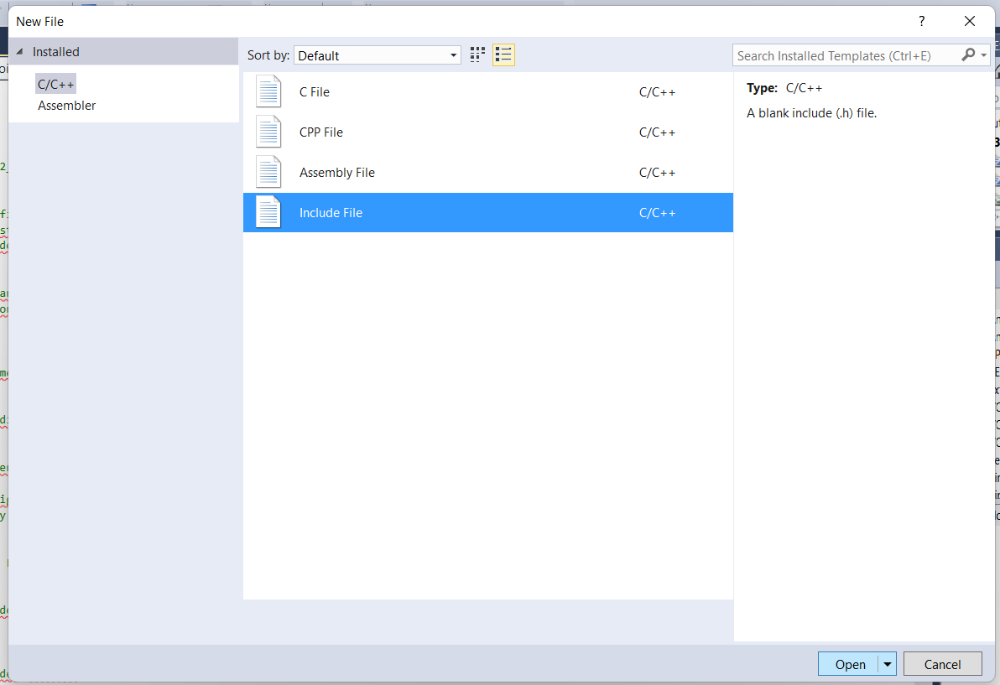 New File
?
Installed
C/C++
Assembler
Sort by: Default
Search Installed Templates (Ctrl+E)
C File C/C++
CPP File C/C++
Assembly File C/C++
Include File C/C++
Type: C/C++
A blank include (.h) file.
Open
Cancel